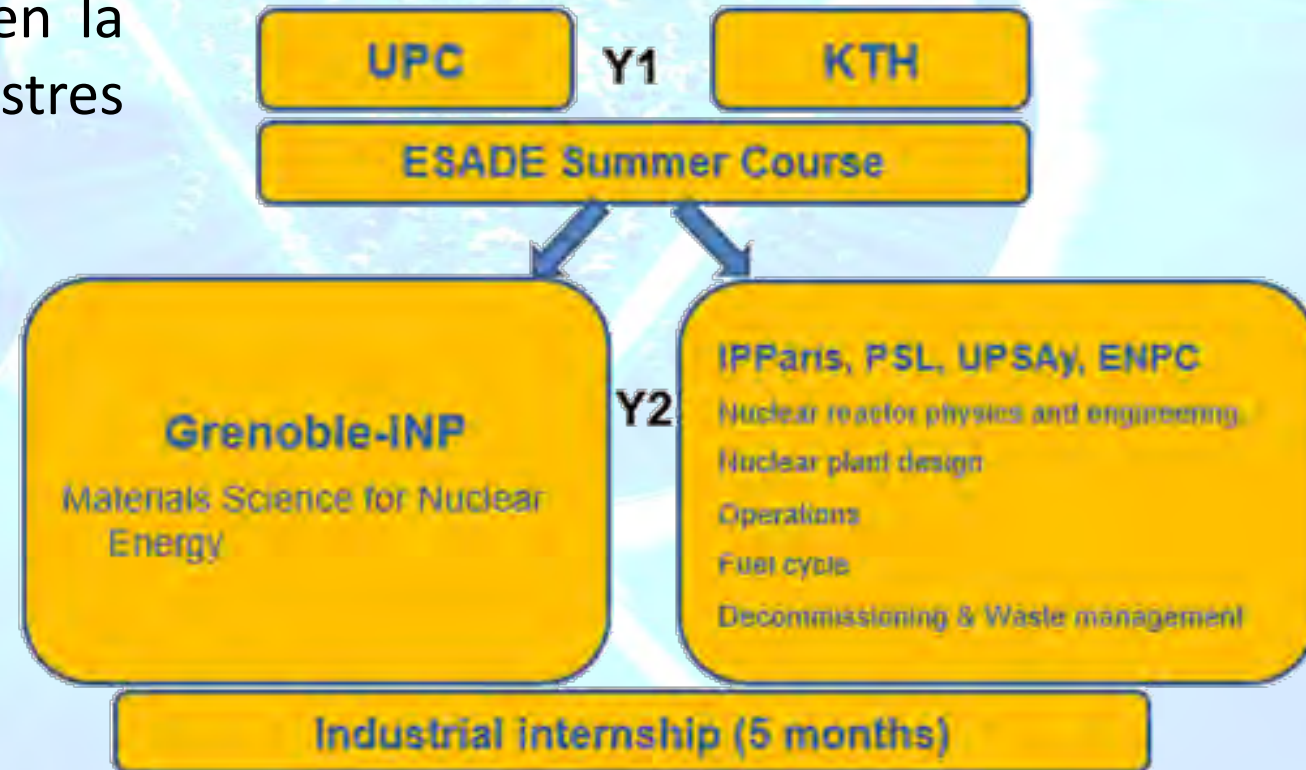 en la
stres
UPC
Y1
KTH
ESADE Summer Course
Grenoble-INP
Materials Science for Nuclear
Energy
Y2
IPParis, PSL, UPSAy, ENPC
Nuclear reactor physics and engineering.
Nuclear plant design
Operations
Fuel cycle
Decommissioning & Waste management
Industrial internship (5 months)